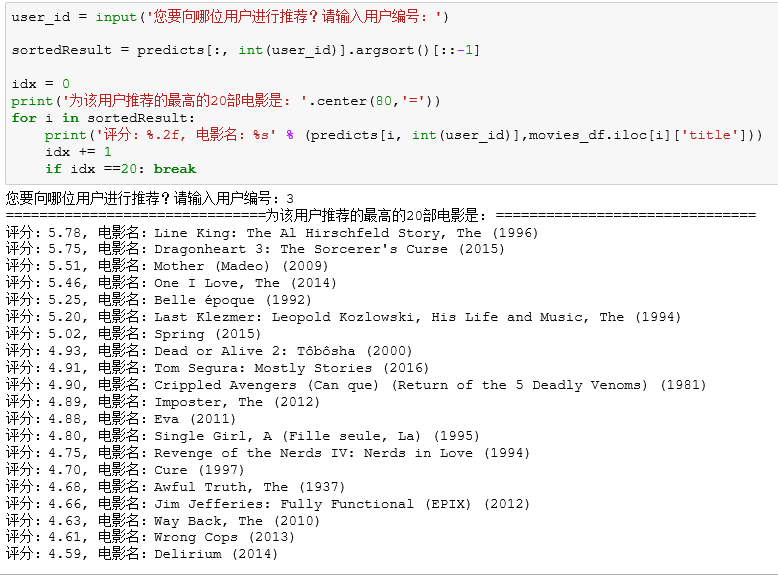 user_id = input('您要向哪位用户进行推荐？请输入用户编号：')
sortedResult = predicts[:, int(user_id)].argsort()[::-1]
idx = 0
print('为该用户推荐的最高的20部电影是：'.center(80,'='))
for i in sortedResult:
    print('评分：%.2f, 电影名：%s' % (predicts[i, int(user_id)],movies_df.iloc[i]['title']))
    idx += 1
    if idx ==20: break
您要向哪位用户进行推荐？请输入用户编号：3
===============================为该用户推荐的最高的20部电影是：===============================
评分：5.78, 电影名：Line King: The Al Hirschfeld Story, The (1996)
评分：5.75, 电影名：Dragonheart 3: The Sorcerer's Curse (2015)
评分：5.51, 电影名：Mother (Madeo) (2009)
评分：5.46, 电影名：One I Love, The (2014)
评分：5.25, 电影名：Belle époque (1992)
评分：5.20, 电影名：Last Klezmer: Leopold Kozlowski, His Life and Music, The (1994)
评分：5.02, 电影名：Spring (2015)
评分：4.93, 电影名：Dead or Alive 2: Tôbôsha (2000)
评分：4.91, 电影名：Tom Segura: Mostly Stories (2016)
评分：4.90, 电影名：Crippled Avengers (Can que) (Return of the 5 Deadly Venoms) (1981)
评分：4.89, 电影名：Imposter, The (2012)
评分：4.88, 电影名：Eva (2011)
评分：4.80, 电影名：Single Girl, A (Fille seule, La) (1995)
评分：4.75, 电影名：Revenge of the Nerds IV: Nerds in Love (1994)
评分：4.70, 电影名：Cure (1997)
评分：4.68, 电影名：Awful Truth, The (1937)
评分：4.66, 电影名：Jim Jefferies: Fully Functional (EPIX) (2012)
评分：4.63, 电影名：Way Back, The (2010)
评分：4.61, 电影名：Wrong Cops (2013)
评分：4.59, 电影名：Delirium (2014)